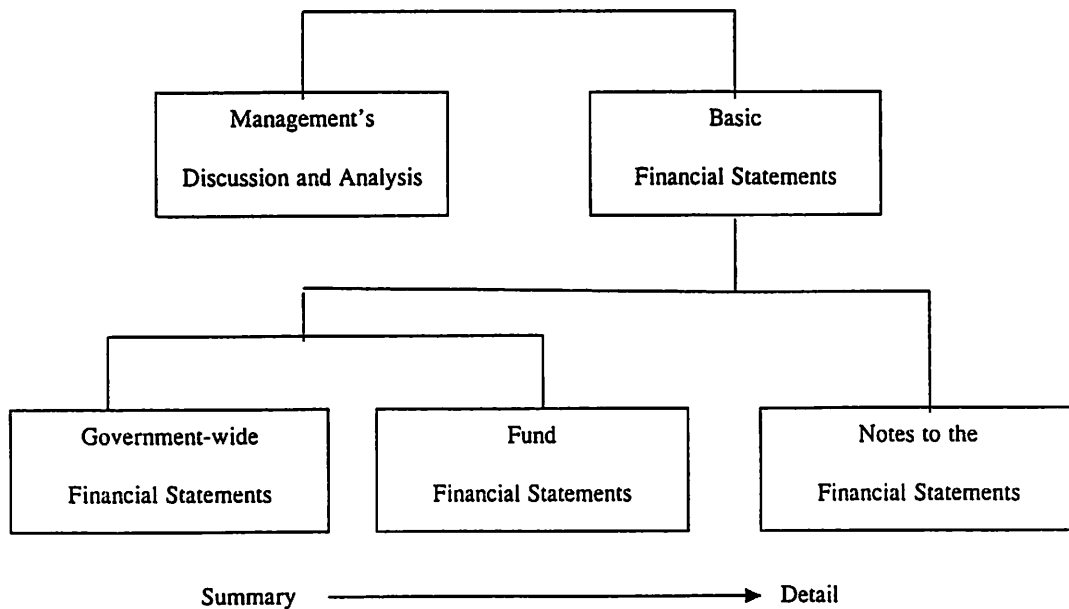 Management's
Discussion and Analysis
Basic
Financial Statements
Government-wide
Financial Statements
Fund
Financial Statements
Notes to the
Financial Statements
Summary
Detail